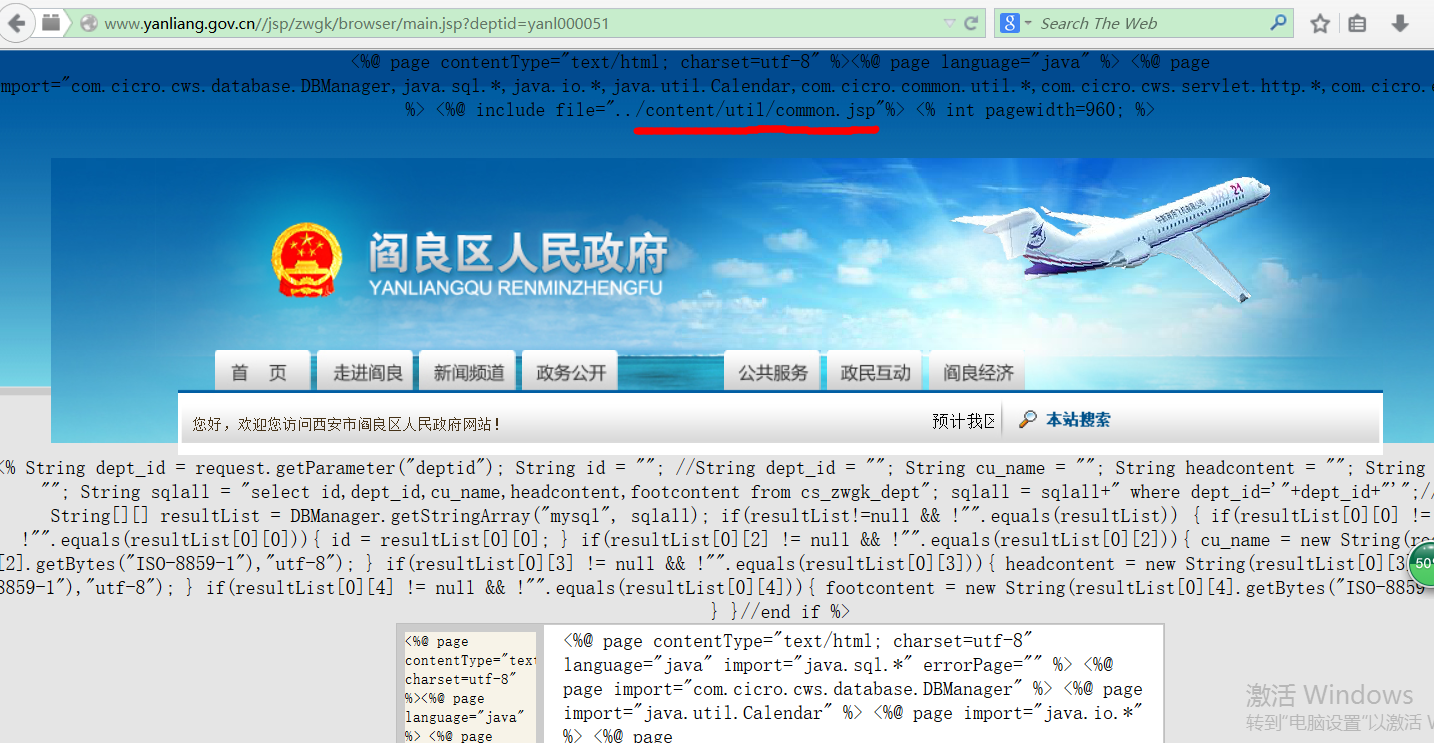 www.yanliang.gov.cn//jsp/zwgk/browser/main.jsp?deptid=yanl000051
Search The Web
<%@ page contentType="text/html; charset=utf-8" %><%@ page language="java" %> <%@ page
import="com.cicro.cws.database.DBManager,java.sql.*,java.io.*,java.util.Calendar,com.cicro.common.util.*,com.cicro.cws.servlet.http.*,com.cicro.
%> <%@ include file="../content/util/common.jsp"%> <% int pagewidth=960; %>
ARJ 21
阎良区人民政府
YANLIANGQU RENMINZHENGFU
首 页 走进阎良 新闻频道 政务公开 公共服务 政民互动 阎良经济
您好，欢迎您访问西安市阎良区人民政府网站！ 预计我区 本站搜索
<% String dept_id = request.getParameter("deptid"); String id = ""; //String dept_id = ""; String cu_name = ""; String headcontent = ""; String
""; String sqlall = "select id,dept_id,cu_name,headcontent,footcontent from cs_zwgk_dept"; sqlall = sqlall+" where dept_id='"+dept_id+"'";//
String[][] resultList = DBManager.getStringArray("mysql", sqlall); if(resultList!=null && !"".equals(resultList)) { if(resultList[0][0] !=
!"".equals(resultList[0][0])){ id = resultList[0][0]; } if(resultList[0][2] != null && !"".equals(resultList[0][2])){ cu_name = new String(
[2].getBytes("ISO-8859-1"),"utf-8"); } if(resultList[0][3] != null && !"".equals(resultList[0][3])){ headcontent = new String(resultList[0][3
8859-1"),"utf-8"); } if(resultList[0][4] != null && !"".equals(resultList[0][4])){ footcontent = new String(resultList[0][4].getBytes("ISO-8859
} }//end if %>
50
<%@ page
contentType="text
charset=utf-8"
%><%@ page
language="java"
%> <%@ page
<%@ page contentType="text/html; charset=utf-8"
language="java" import="java.sql.*" errorPage="" %> <%@
page import="com.cicro.cws.database.DBManager" %> <%@ page
import="java.util.Calendar" %> <%@ page import="java.io.*"
%> <%@ page
激活 Windows
转到“电脑设置”以激活 W